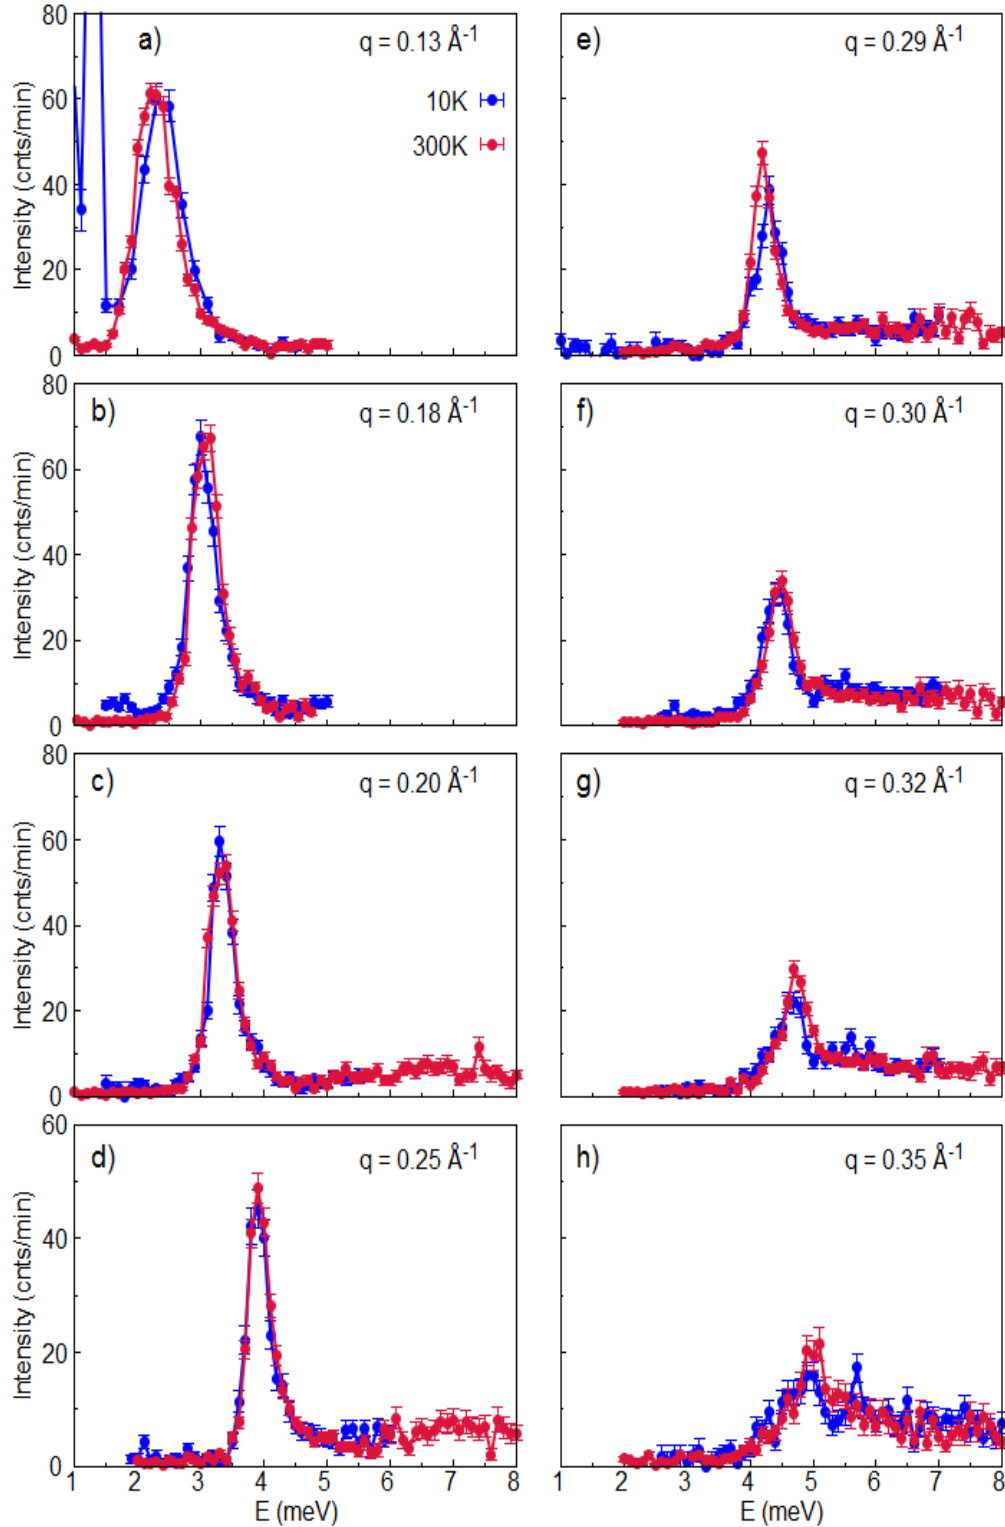 80
60
40
20
0
Intensity (cnts/min)
a)
q = 0.13 Å⁻¹
10K
300K
e)
q = 0.29 Å⁻¹
80
60
40
20
0
Intensity (cnts/min)
b)
q = 0.18 Å⁻¹
f)
q = 0.30 Å⁻¹
80
60
40
20
0
Intensity (cnts/min)
c)
q = 0.20 Å⁻¹
g)
q = 0.32 Å⁻¹
60
40
20
0
Intensity (cnts/min)
d)
q = 0.25 Å⁻¹
h)
q = 0.35 Å⁻¹
1 2 3 4 5 6 7 8
E (meV)
1 2 3 4 5 6 7 8
E (meV)